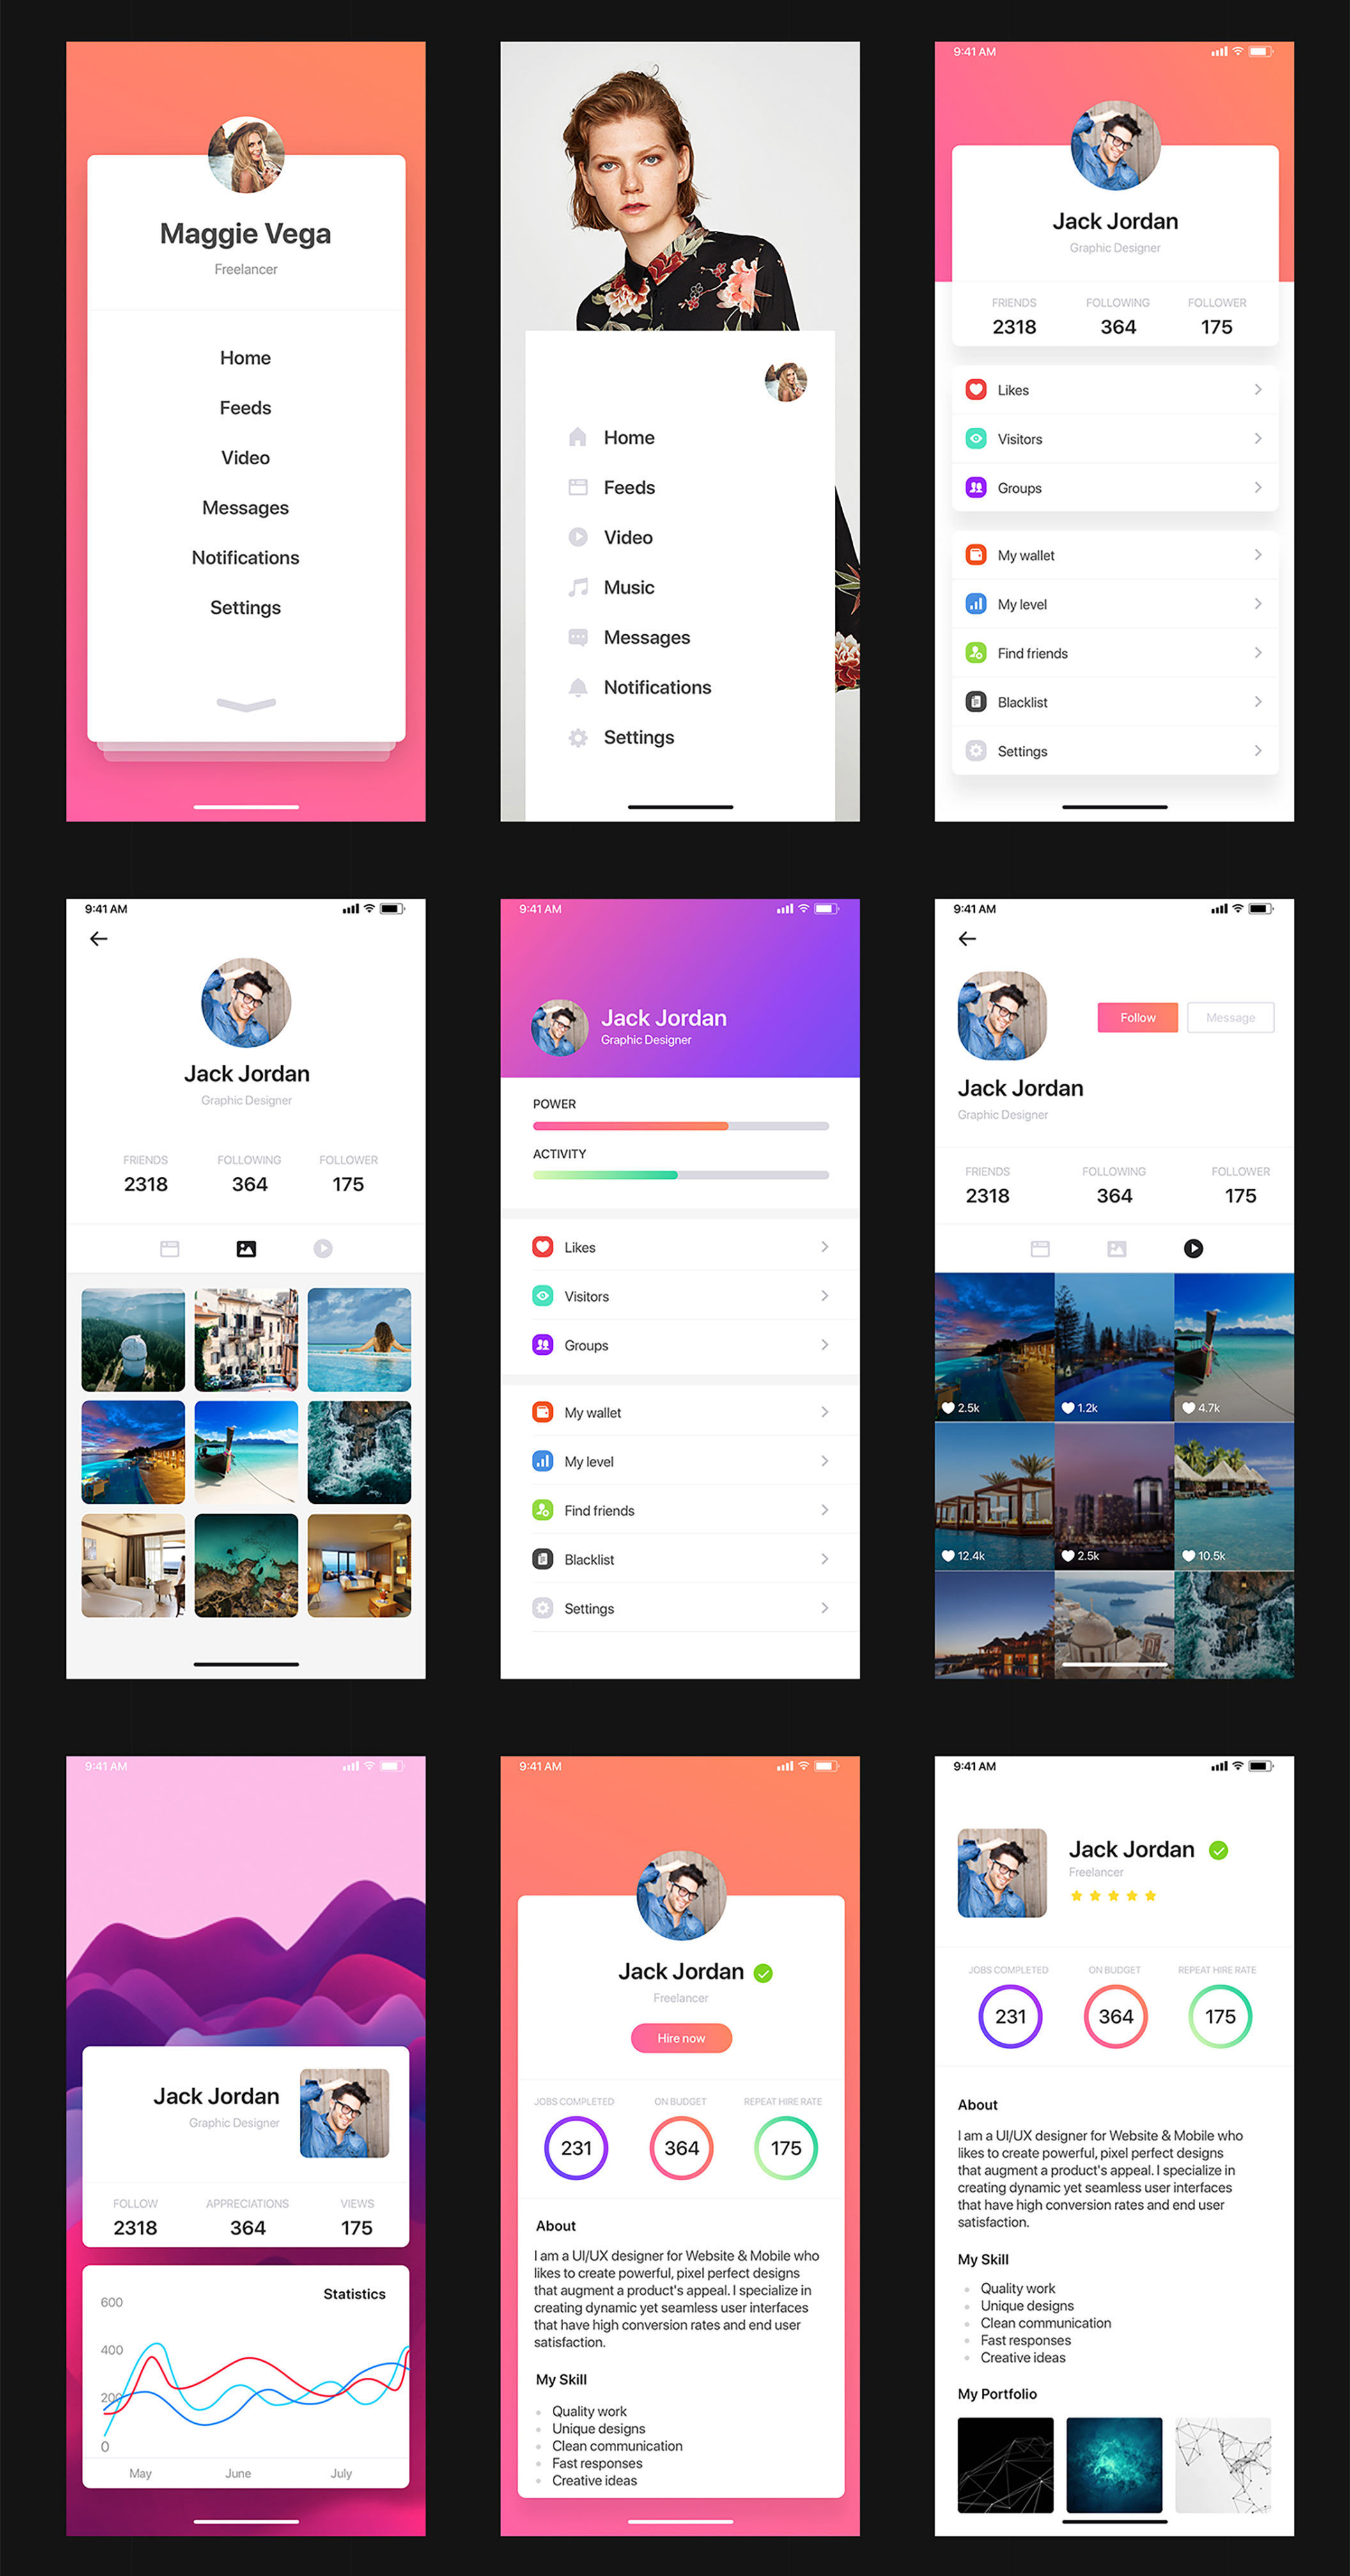 Maggie Vega
Freelancer
Home
Feeds
Video
Messages
Notifications
Settings
Home
Feeds
Video
Music
Messages
Notifications
Settings
9:41 AM
Jack Jordan
Graphic Designer
FRIENDS FOLLOWING FOLLOWER
2318 364 175
Likes
Visitors
Groups
My wallet
My level
Find friends
Blacklist
Settings
9:41 AM
Jack Jordan
Graphic Designer
FRIENDS FOLLOWING FOLLOWER
2318 364 175
9:41 AM
Jack Jordan
Graphic Designer
POWER
ACTIVITY
Likes
Visitors
Groups
My wallet
My level
Find friends
Blacklist
Settings
9:41 AM
Follow Message
Jack Jordan
Graphic Designer
FRIENDS FOLLOWING FOLLOWER
2318 364 175
2.5k 1.2k 4.7k
12.4k 2.5k 10.5k
9:41 AM
Jack Jordan
Graphic Designer
FOLLOW APPRECIATIONS VIEWS
2318 364 175
Statistics
600
400
200
0
May June July
9:41 AM
Jack Jordan
Freelancer
Hire now
JOBS COMPLETED ON BUDGET REPEAT HIRE RATE
231 364 175
About
I am a UI/UX designer for Website & Mobile who
likes to create powerful, pixel perfect designs
that augment a product's appeal. I specialize in
creating dynamic yet seamless user interfaces
that have high conversion rates and end user
satisfaction.
My Skill
Quality work
Unique designs
Clean communication
Fast responses
Creative ideas
9:41 AM
Jack Jordan
Freelancer
JOBS COMPLETED ON BUDGET REPEAT HIRE RATE
231 364 175
About
I am a UI/UX designer for Website & Mobile who
likes to create powerful, pixel perfect designs
that augment a product's appeal. I specialize in
creating dynamic yet seamless user interfaces
that have high conversion rates and end user
satisfaction.
My Skill
Quality work
Unique designs
Clean communication
Fast responses
Creative ideas
My Portfolio